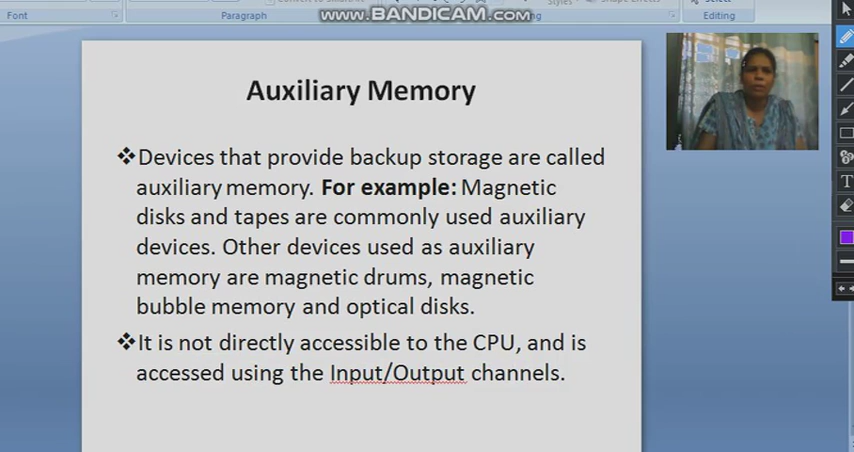 Font
Paragraph
Editing
www.BANDICAM.com
Auxiliary Memory
❖Devices that provide backup storage are called
auxiliary memory. For example: Magnetic
disks and tapes are commonly used auxiliary
devices. Other devices used as auxiliary
memory are magnetic drums, magnetic
bubble memory and optical disks.
❖It is not directly accessible to the CPU, and is
accessed using the Input/Output channels.